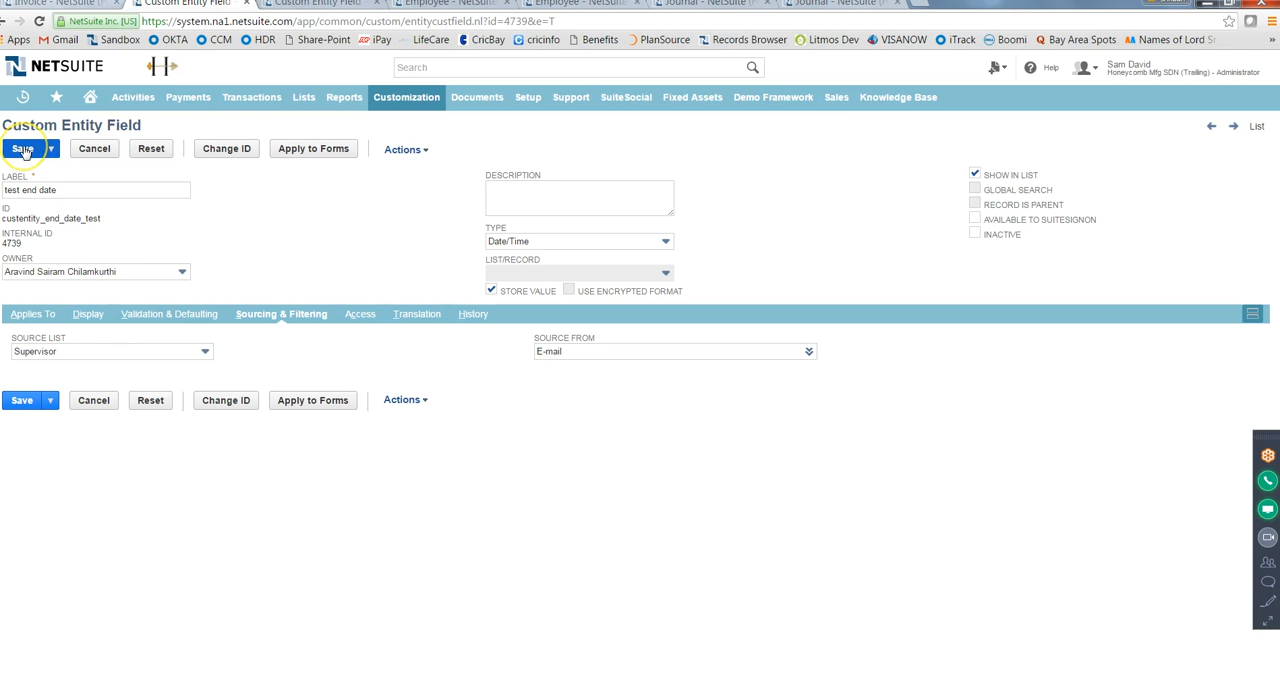 Invoice - NetSuite (
Custom Entity Field -
Custom Entity Field -
Employee - NetSuite
Employee - NetSuite
Journal - NetSuite (
Journal - NetSuite (
NetSuite Inc. [US] https://system.na1.netsuite.com/app/common/custom/entitycustfield.nl?id=4739&e=T
Apps Gmail Sandbox OKTA CCM HDR Share-Point iPay LifeCare CricBay cricinfo Benefits PlanSource Records Browser Litmos Dev VISANOW iTrack Boomi Bay Area Spots Names of Lord »
NETSUITE
Search
Help
Sam David
Honeycomb Mfg SDN (Trailing) - Administrator
Activities Payments Transactions Lists Reports Customization Documents Setup Support SuiteSocial Fixed Assets Demo Framework Sales Knowledge Base
Custom Entity Field
List
Save Cancel Reset Change ID Apply to Forms Actions
LABEL *
test end date
ID
custentity_end_date_test
INTERNAL ID
4739
OWNER
Aravind Sairam Chilamkurthi
DESCRIPTION
TYPE
Date/Time
LIST/RECORD
STORE VALUE USE ENCRYPTED FORMAT
SHOW IN LIST
GLOBAL SEARCH
RECORD IS PARENT
AVAILABLE TO SUITESIGNON
INACTIVE
Applies To Display Validation & Defaulting Sourcing & Filtering Access Translation History
SOURCE LIST
Supervisor
SOURCE FROM
E-mail
Save Cancel Reset Change ID Apply to Forms Actions